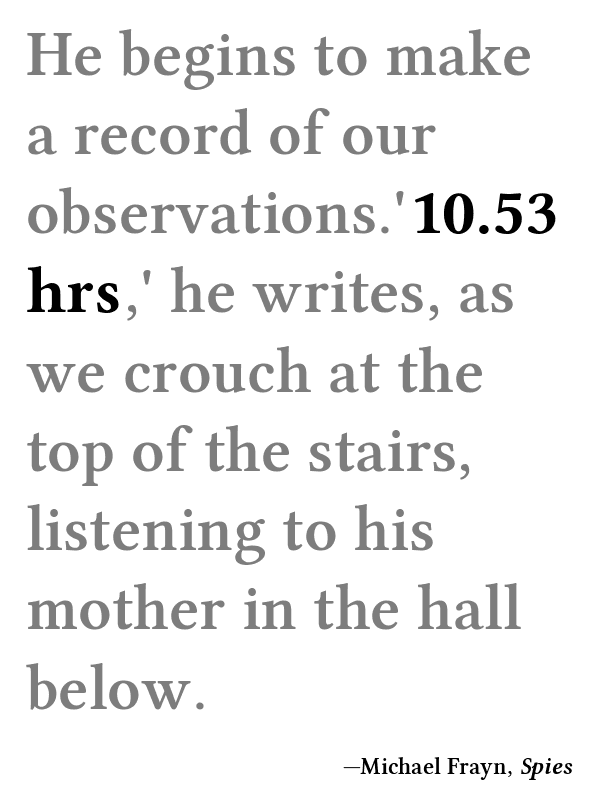 He begins to make
a record of our
observations.'10.53
hrs,' he writes, as
we crouch at the
top of the stairs,
listening to his
mother in the hall
below.
—Michael Frayn, Spies